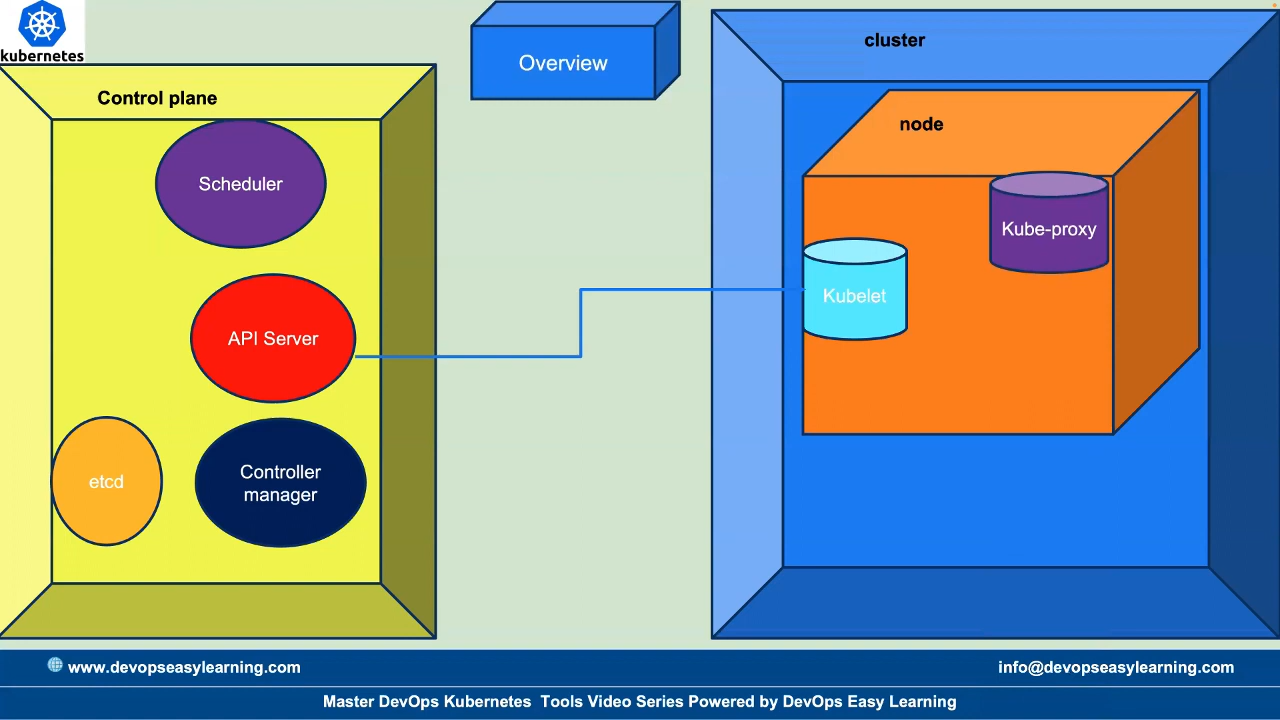 kubernetes
Overview
cluster
Control plane
node
Scheduler
Kube-proxy
Kubelet
API Server
etcd
Controller
manager
www.devopseasylearning.com
info@devopseasylearning.com
Master DevOps Kubernetes  Tools Video Series Powered by DevOps Easy Learning